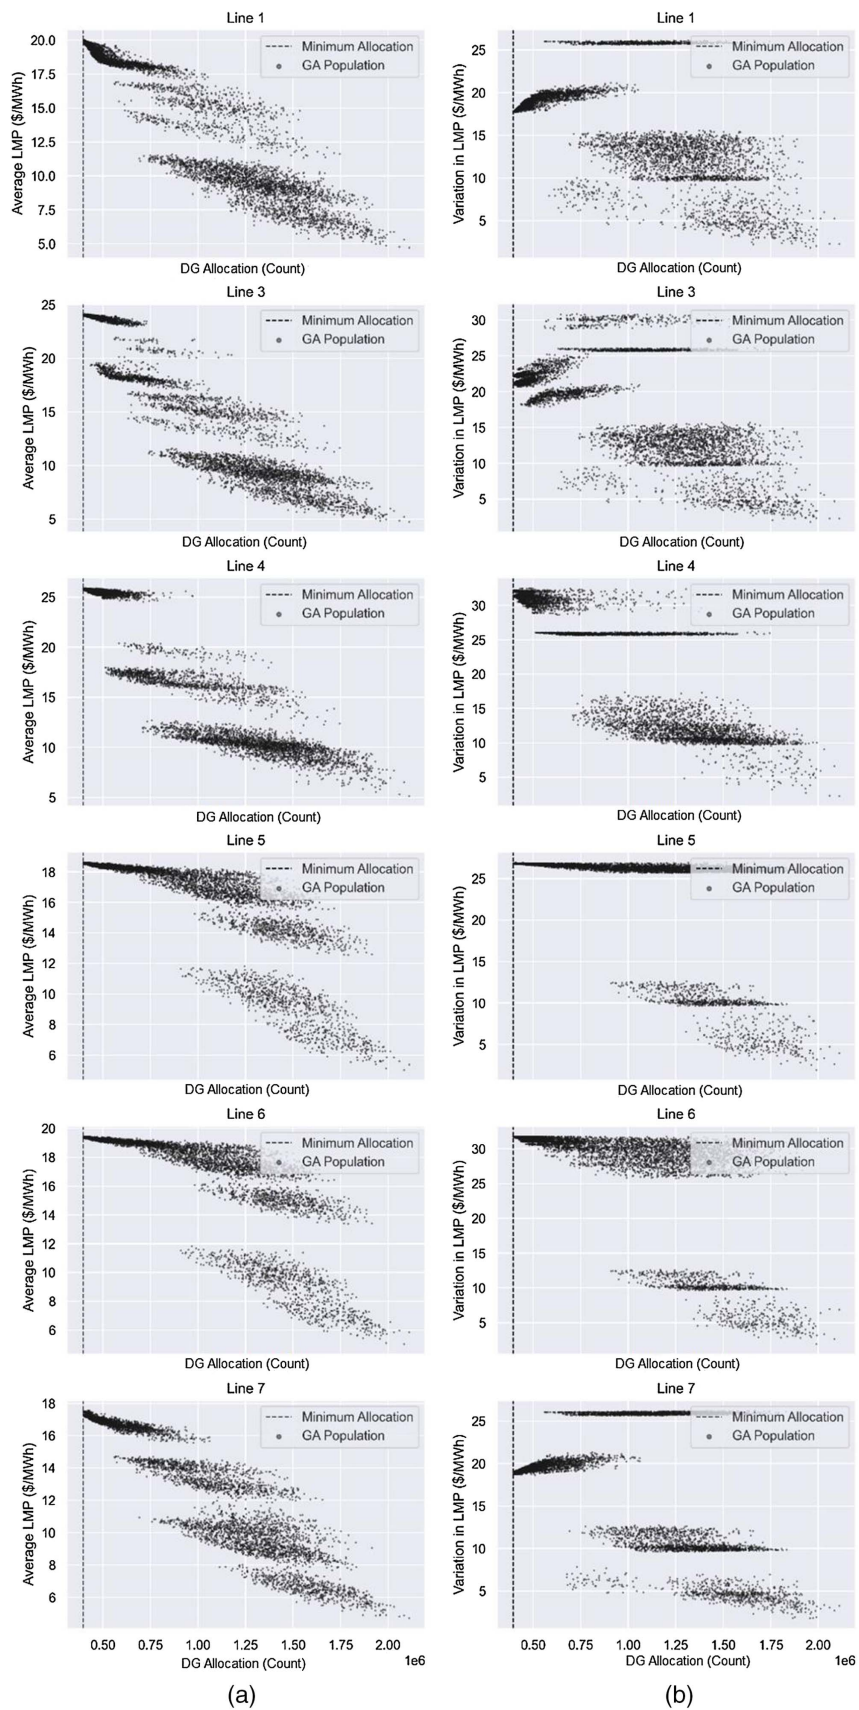 Line 1
Line 1
Average LMP ($/MWh)
20.0
17.5
15.0
12.5
10.0
7.5
5.0
Minimum Allocation
GA Population
DG Allocation (Count)
Variation in LMP ($/MWh)
25
20
15
10
5
Minimum Allocation
GA Population
DG Allocation (Count)
Line 3
Line 3
Average LMP ($/MWh)
25
20
15
10
5
Minimum Allocation
GA Population
DG Allocation (Count)
Variation in LMP ($/MWh)
30
25
20
15
10
5
Minimum Allocation
GA Population
DG Allocation (Count)
Line 4
Line 4
Average LMP ($/MWh)
25
20
15
10
5
Minimum Allocation
GA Population
DG Allocation (Count)
Variation in LMP ($/MWh)
30
25
20
15
10
5
Minimum Allocation
GA Population
DG Allocation (Count)
Line 5
Line 5
Average LMP ($/MWh)
18
16
14
12
10
8
6
Minimum Allocation
GA Population
DG Allocation (Count)
Variation in LMP ($/MWh)
25
20
15
10
5
Minimum Allocation
GA Population
DG Allocation (Count)
Line 6
Line 6
Average LMP ($/MWh)
20
18
16
14
12
10
8
6
Minimum Allocation
GA Population
DG Allocation (Count)
Variation in LMP ($/MWh)
30
25
20
15
10
5
Minimum Allocation
GA Population
DG Allocation (Count)
Line 7
Line 7
Average LMP ($/MWh)
18
16
14
12
10
8
6
Minimum Allocation
GA Population
0.50 0.75 1.00 1.25 1.50 1.75 2.00
DG Allocation (Count)
1e6
(a)
Variation in LMP ($/MWh)
25
20
15
10
5
Minimum Allocation
GA Population
0.50 0.75 1.00 1.25 1.50 1.75 2.00
DG Allocation (Count)
1e6
(b)